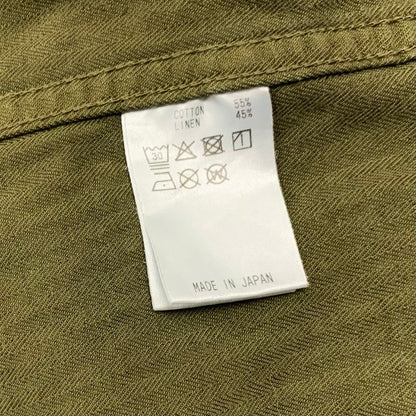 COTTON 55%
LINEN 45%
30
W
MADE IN JAPAN